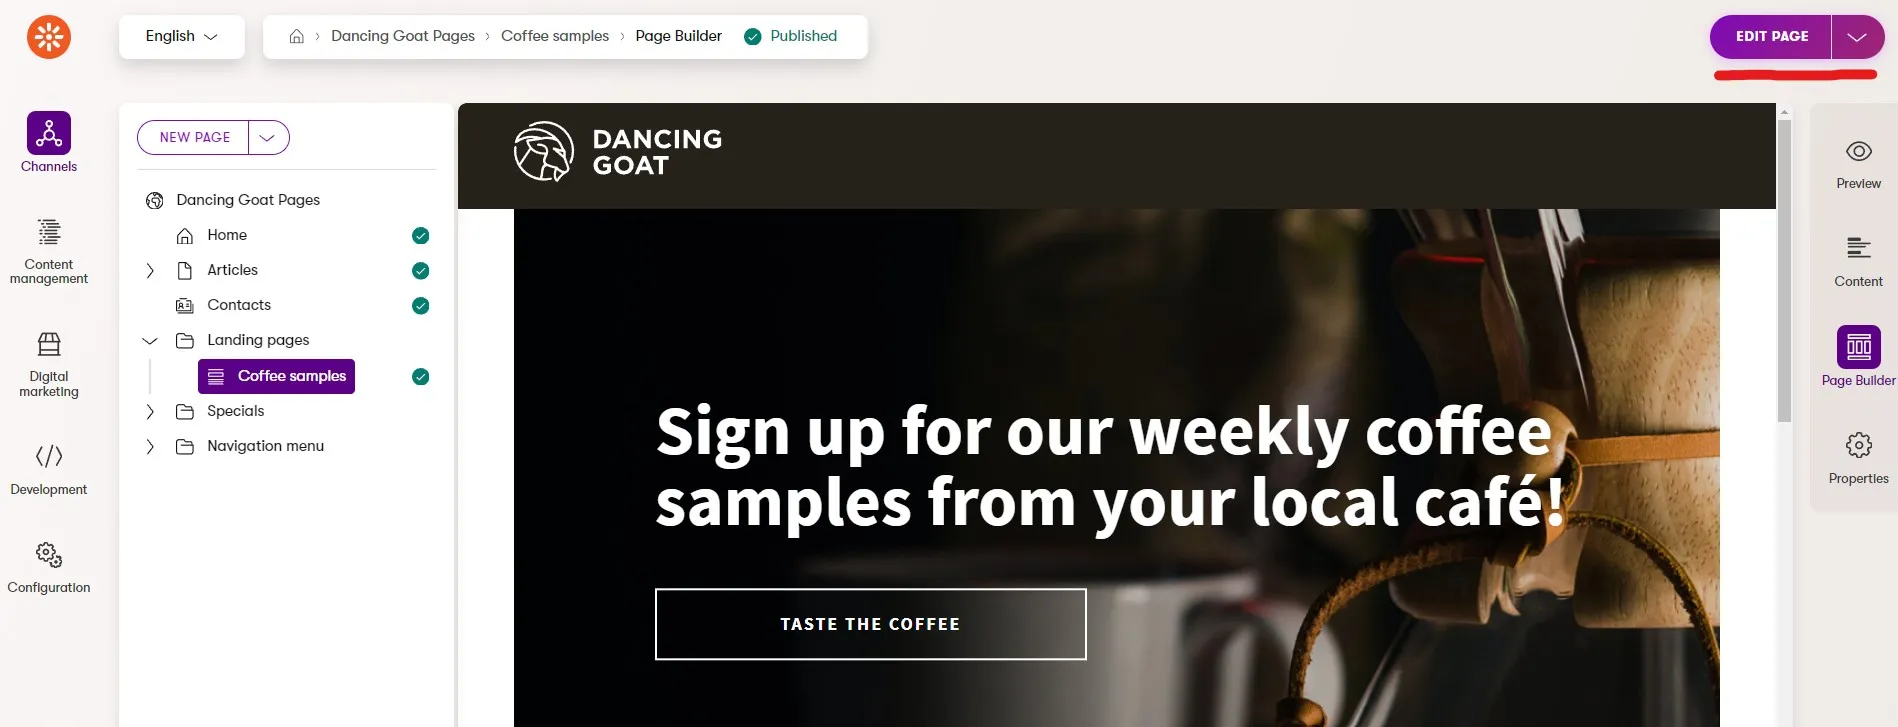 English
Dancing Goat Pages › Coffee samples › Page Builder Published
EDIT PAGE
Channels
Content
management
Digital
marketing
Development
Configuration
NEW PAGE
Dancing Goat Pages
Home
Articles
Contacts
Landing pages
Coffee samples
Specials
Navigation menu
DANCING
GOAT
Sign up for our weekly coffee
samples from your local café!
TASTE THE COFFEE
Preview
Content
Page Builder
Properties